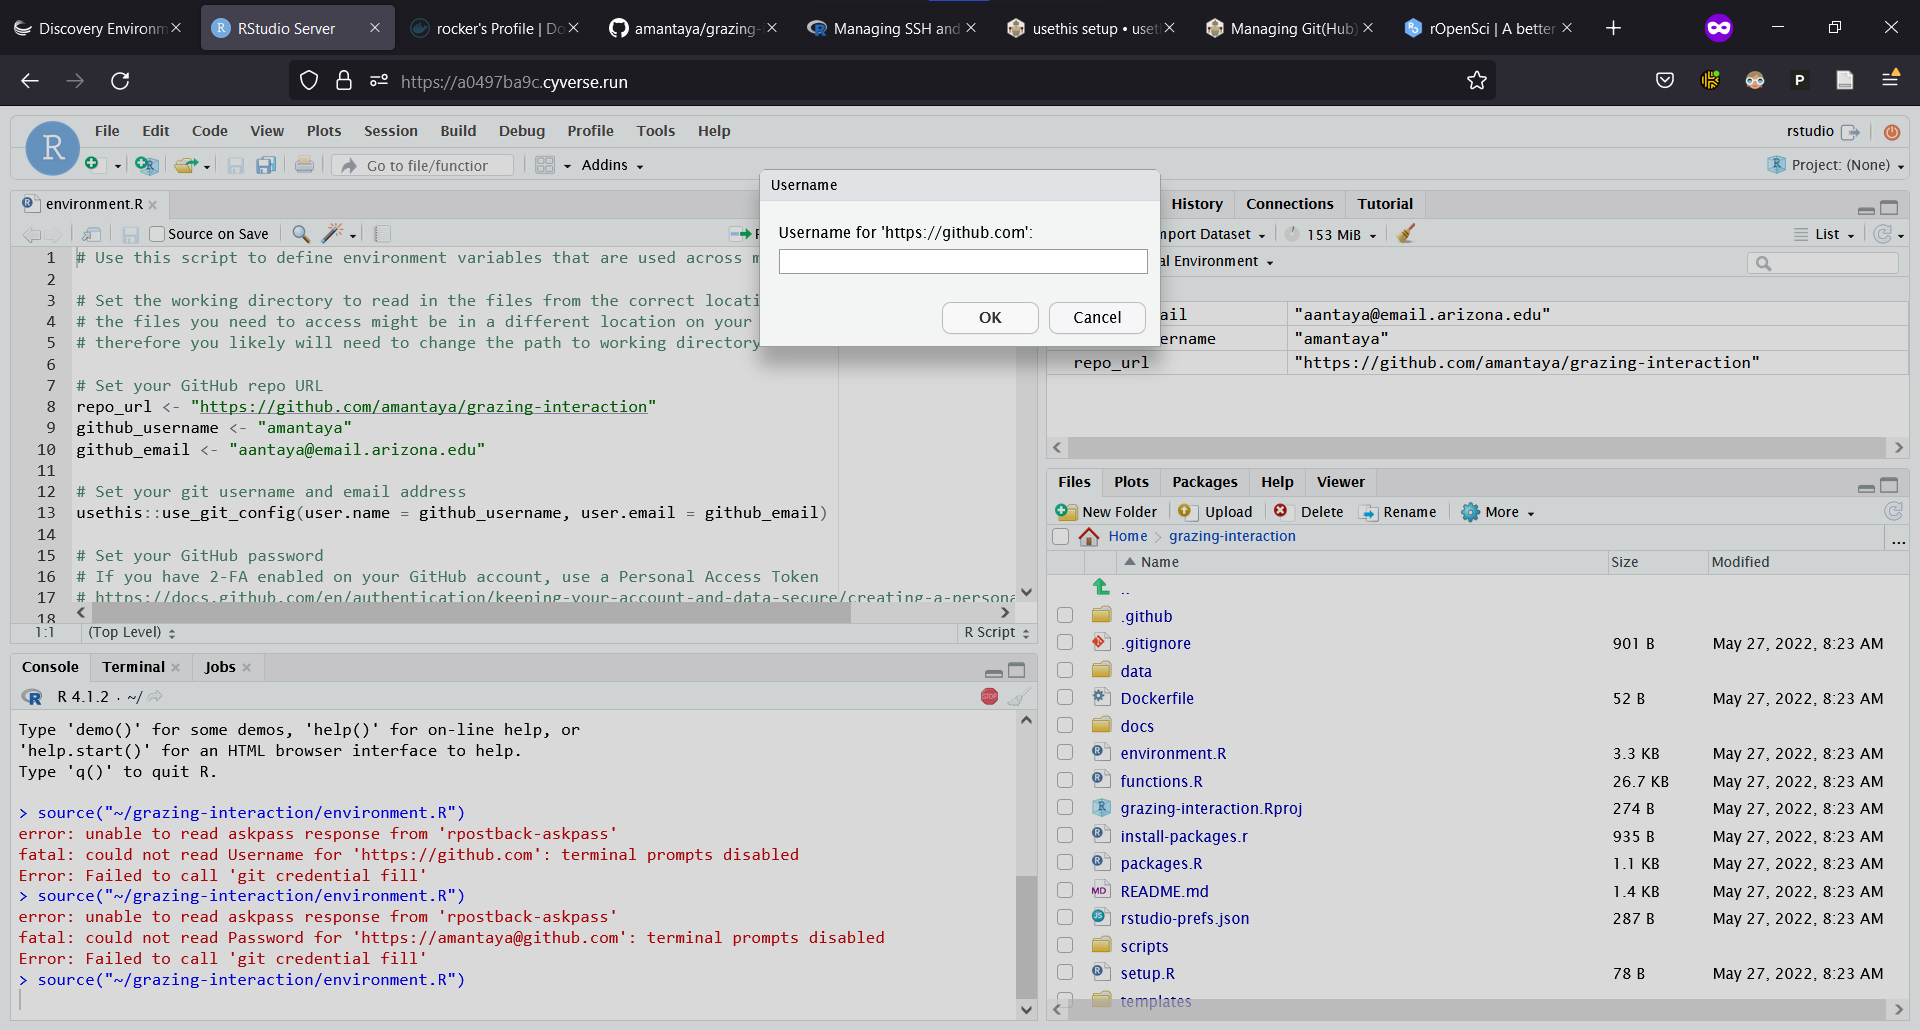 Discovery Environm
RStudio Server
rocker's Profile | Do
amantaya/grazing-
Managing SSH and
usethis setup • uset
Managing Git(Hub)
rOpenSci | A better
https://a0497ba9c.cyverse.run
P
R
File Edit Code View Plots Session Build Debug Profile Tools Help
rstudio
Go to file/function
Addins
Project: (None)
environment.R
Source on Save
1 # Use this script to define environment variables that are used across m
2
3 # Set the working directory to read in the files from the correct locati
4 # the files you need to access might be in a different location on your
5 # therefore you likely will need to change the path to working directory
6
7 # Set your GitHub repo URL
8 repo_url <- "https://github.com/amantaya/grazing-interaction"
9 github_username <- "amantaya"
10 github_email <- "aantaya@email.arizona.edu"
11
12 # Set your git username and email address
13 usethis::use_git_config(user.name = github_username, user.email = github_email)
14
15 # Set your GitHub password
16 # If you have 2-FA enabled on your GitHub account, use a Personal Access Token
17 # https://docs.github.com/en/authentication/keeping-your-account-and-data-secure/creating-a-persona
18
1:1 (Top Level) R Script
Username
Username for 'https://github.com':
OK Cancel
History Connections Tutorial
mport Dataset 153 MiB List
al Environment
ail "aantaya@email.arizona.edu"
ername "amantaya"
repo_url "https://github.com/amantaya/grazing-interaction"
Console Terminal Jobs
R 4.1.2 · ~/
STOP
Type 'demo()' for some demos, 'help()' for on-line help, or
'help.start()' for an HTML browser interface to help.
Type 'q()' to quit R.
> source("~/grazing-interaction/environment.R")
error: unable to read askpass response from 'rpostback-askpass'
fatal: could not read Username for 'https://github.com': terminal prompts disabled
Error: Failed to call 'git credential fill'
> source("~/grazing-interaction/environment.R")
error: unable to read askpass response from 'rpostback-askpass'
fatal: could not read Password for 'https://amantaya@github.com': terminal prompts disabled
Error: Failed to call 'git credential fill'
> source("~/grazing-interaction/environment.R")
Files Plots Packages Help Viewer
New Folder Upload Delete Rename More
Home grazing-interaction ...
Name Size Modified
..
.github
.gitignore 901 B May 27, 2022, 8:23 AM
data
Dockerfile 52 B May 27, 2022, 8:23 AM
docs
environment.R 3.3 KB May 27, 2022, 8:23 AM
functions.R 26.7 KB May 27, 2022, 8:23 AM
grazing-interaction.Rproj 274 B May 27, 2022, 8:23 AM
install-packages.r 935 B May 27, 2022, 8:23 AM
packages.R 1.1 KB May 27, 2022, 8:23 AM
MD README.md 1.4 KB May 27, 2022, 8:23 AM
rstudio-prefs.json 287 B May 27, 2022, 8:23 AM
scripts
setup.R 78 B May 27, 2022, 8:23 AM
templates